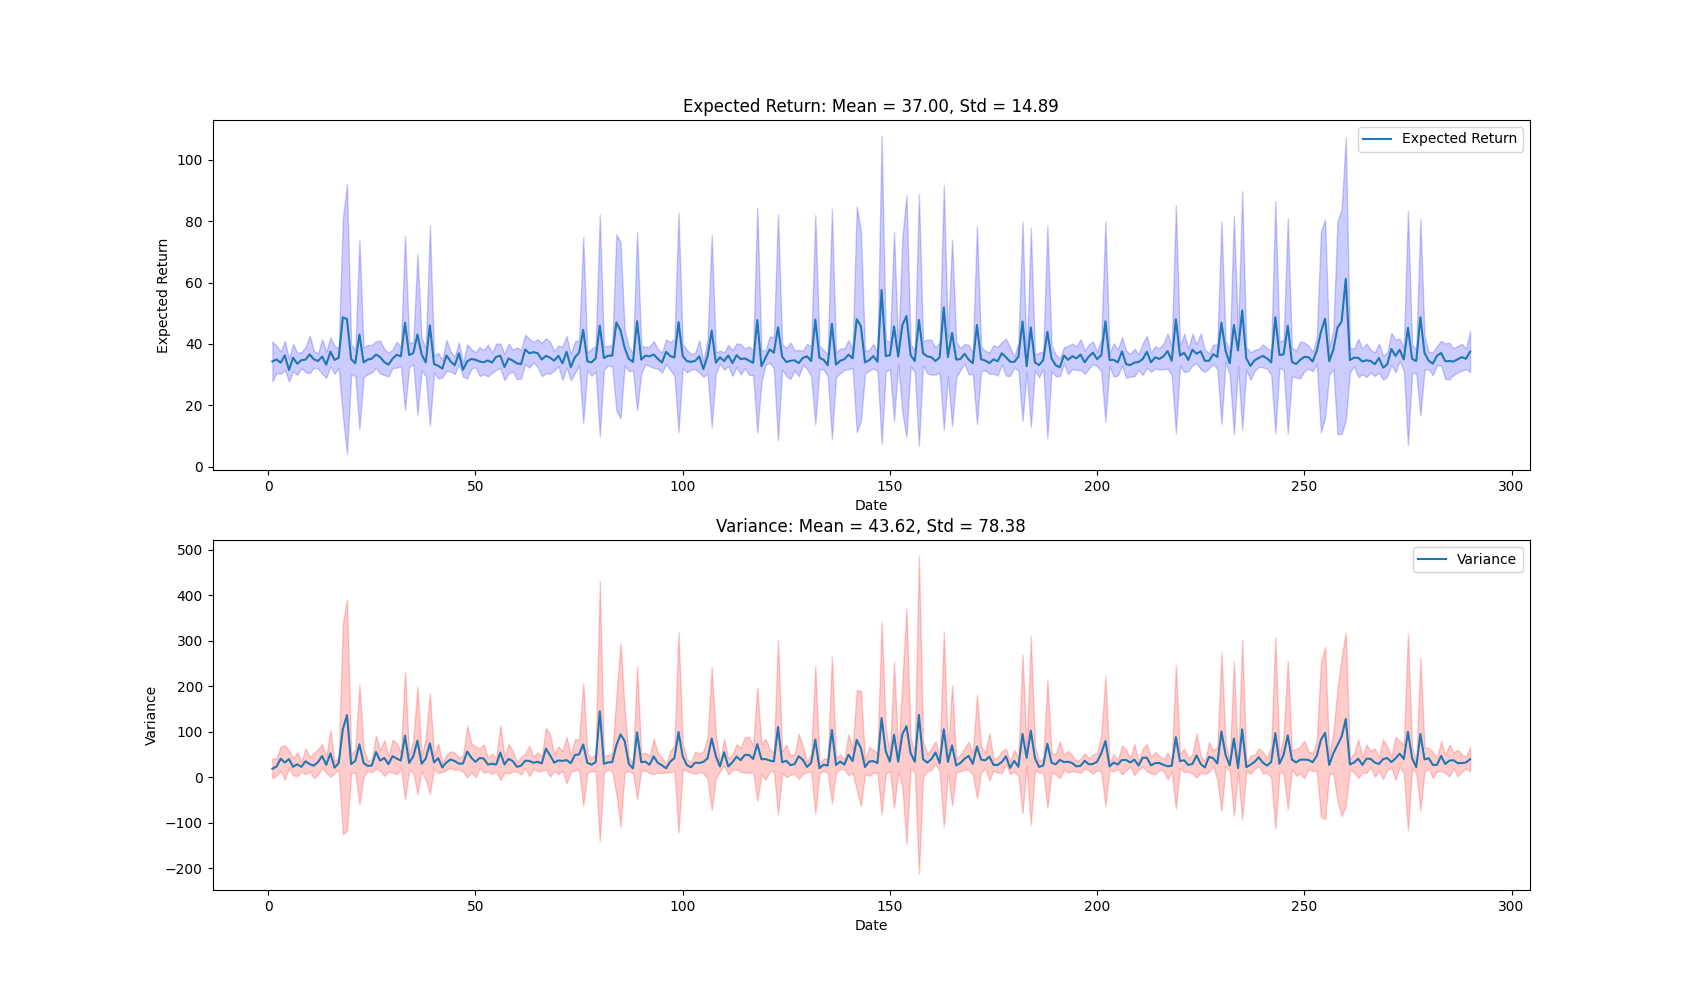 Expected Return: Mean = 37.00, Std = 14.89
Expected Return
100
80
60
40
20
0
Expected Return
0 50 100 150 200 250 300
Date
Variance: Mean = 43.62, Std = 78.38
Variance
500
400
300
200
100
0
−100
−200
Variance
0 50 100 150 200 250 300
Date